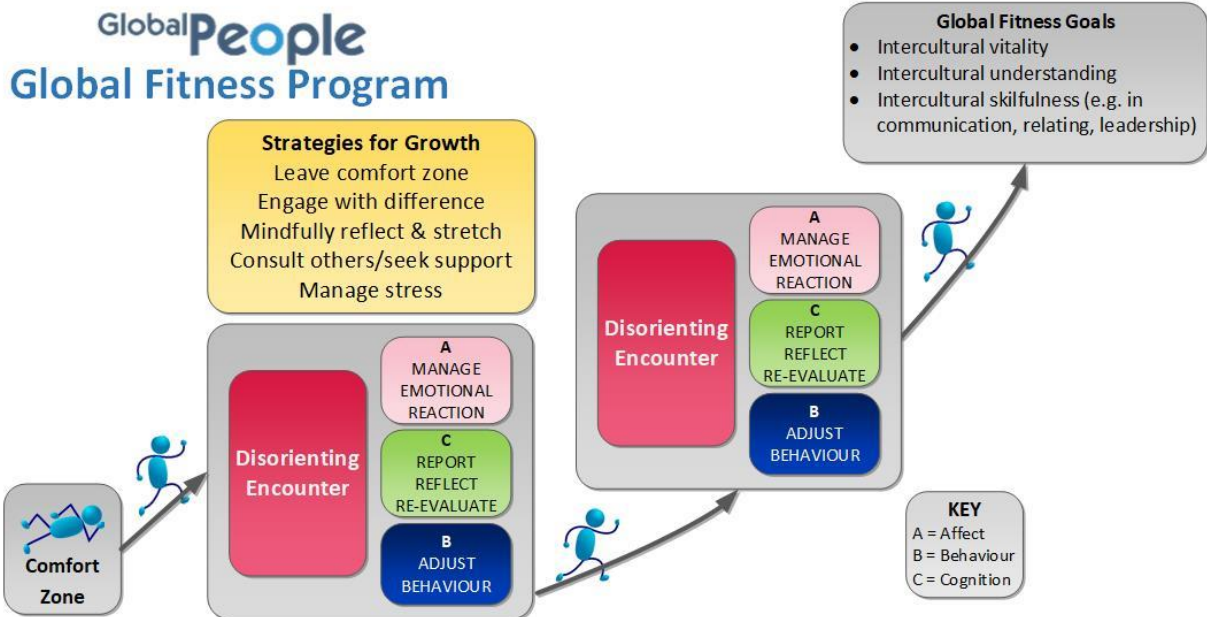 GlobalPeople
Global Fitness Program
Strategies for Growth
Leave comfort zone
Engage with difference
Mindfully reflect & stretch
Consult others/seek support
Manage stress
Comfort
Zone
Disorienting
Encounter
A
MANAGE
EMOTIONAL
REACTION
C
REPORT
REFLECT
RE-EVALUATE
B
ADJUST
BEHAVIOUR
Disorienting
Encounter
A
MANAGE
EMOTIONAL
REACTION
C
REPORT
REFLECT
RE-EVALUATE
B
ADJUST
BEHAVIOUR
Global Fitness Goals
• Intercultural vitality
• Intercultural understanding
• Intercultural skilfulness (e.g. in
communication, relating, leadership)
KEY
A = Affect
B = Behaviour
C = Cognition